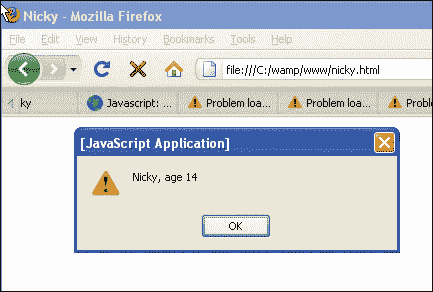 Nicky - Mozilla Firefox
File Edit View History Bookmarks Tools Help
file:///C:/wamp/www/nicky.html
ky Javascript: ... Problem loa... Problem loa... Proble
[JavaScript Application]
Nicky, age 14
OK